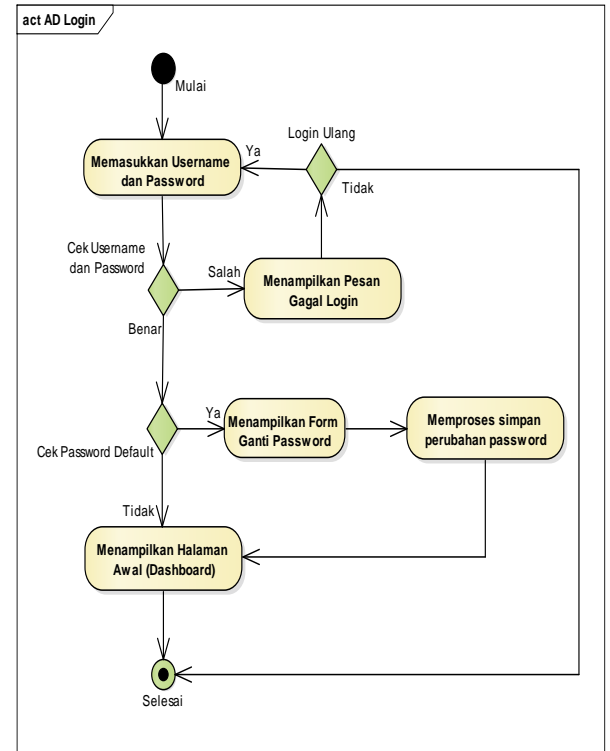 act AD Login
Mulai
Login Ulang
Memasukkan Username
dan Password
Ya
Tidak
Cek Username
dan Password
Salah
Menampilkan Pesan
Gagal Login
Benar
Ya
Menampilkan Form
Ganti Password
Memproses simpan
perubahan password
Cek Password Default
Tidak
Menampilkan Halaman
Awal (Dashboard)
Selesai